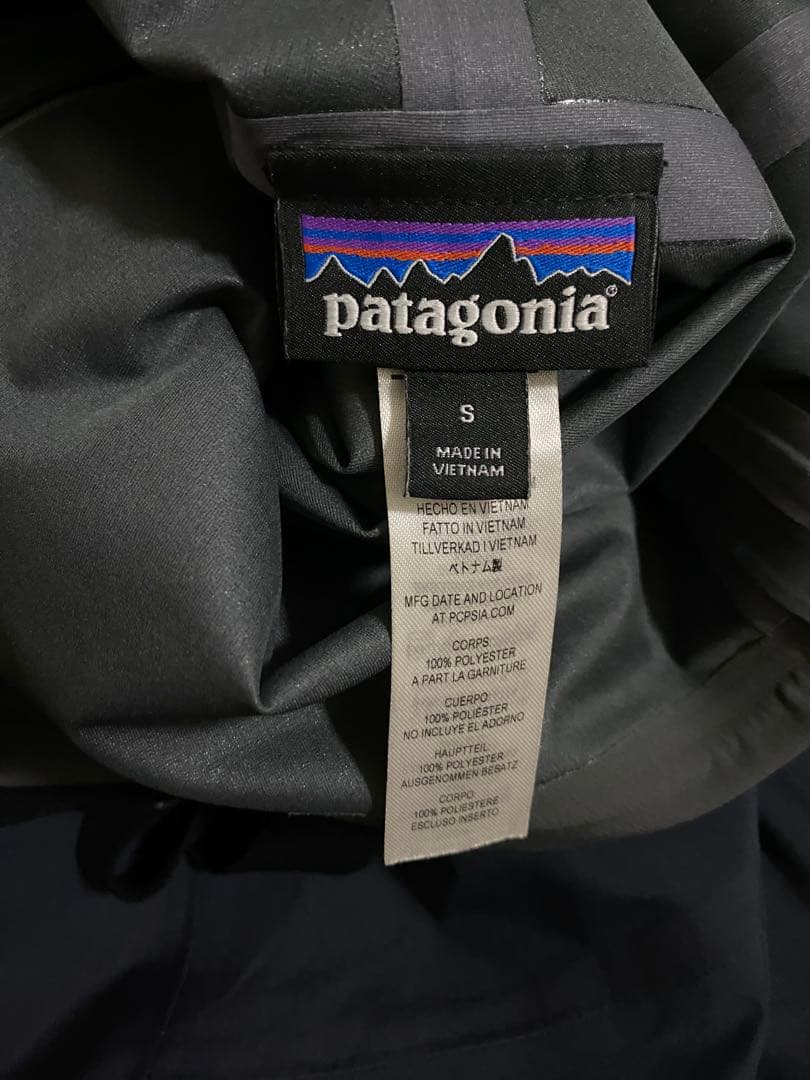 patagonia®
S
MADE IN
VIETNAM
HECHO EN VIETNAM
FATTO IN VIETNAM
TILLVERKAD I VIETNAM
ベトナム製
MFG DATE AND LOCATION
AT PCPSIA.COM
CORPS:
100% POLYESTER
A PART LA GARNITURE
CUERPO:
100% POLIÉSTER
NO INCLUYE EL ADORNO
HAUPTTEIL:
100% POLYESTER
AUSGENOMMEN BESATZ
CORPO:
100% POLIESTERE
ESCLUSO INSERTO